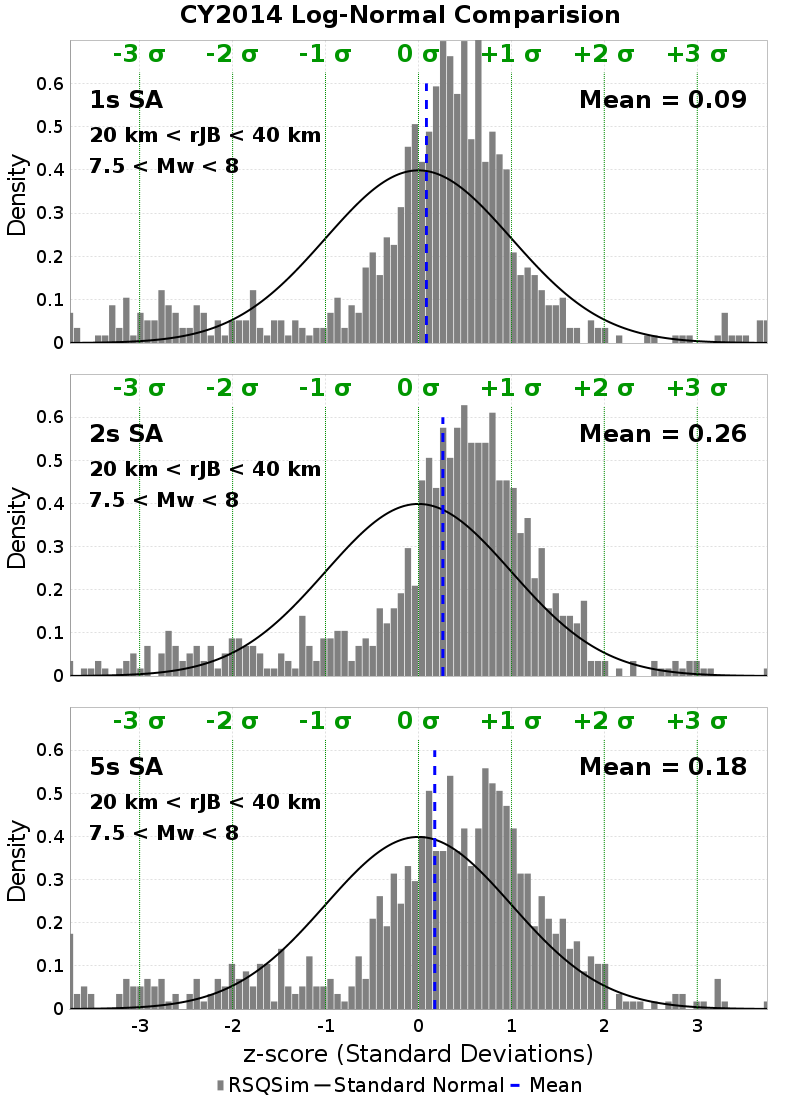 CY2014 Log-Normal Comparision
-3 σ -2 σ -1 σ 0 σ +1 σ +2 σ +3 σ
1s SA
Mean = 0.09
20 km < rJB < 40 km
7.5 < Mw < 8
Density
0.6
0.5
0.4
0.3
0.2
0.1
0
-3 σ -2 σ -1 σ 0 σ +1 σ +2 σ +3 σ
2s SA
Mean = 0.26
20 km < rJB < 40 km
7.5 < Mw < 8
Density
0.6
0.5
0.4
0.3
0.2
0.1
0
-3 σ -2 σ -1 σ 0 σ +1 σ +2 σ +3 σ
5s SA
Mean = 0.18
20 km < rJB < 40 km
7.5 < Mw < 8
Density
0.6
0.5
0.4
0.3
0.2
0.1
0
-3 -2 -1 0 1 2 3
z-score (Standard Deviations)
RSQSim Standard Normal Mean